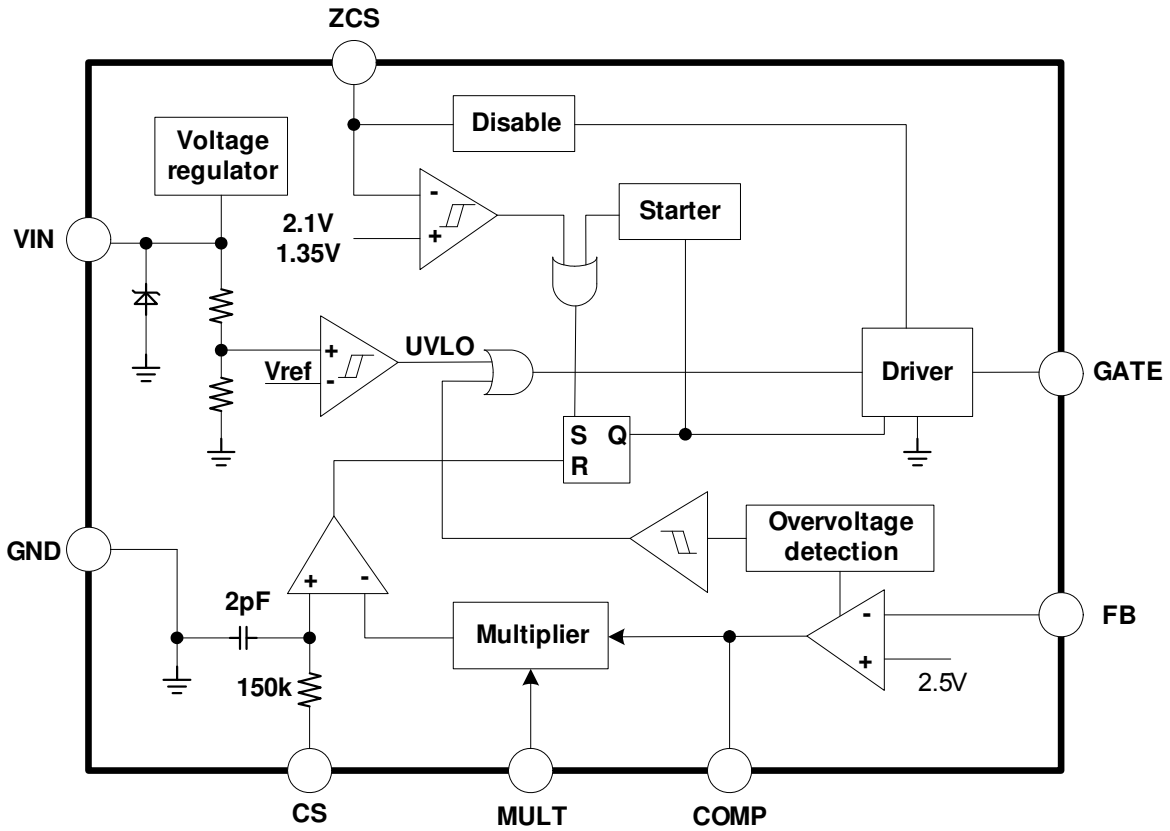 ZCS
Disable
Voltage
regulator
-
+
2.1V
1.35V
Starter
VIN
UVLO
+
-
Vref
Driver
GATE
S Q
R
Overvoltage
detection
GND
+ -
2pF
Multiplier
-
+
FB
2.5V
150k
CS
MULT
COMP